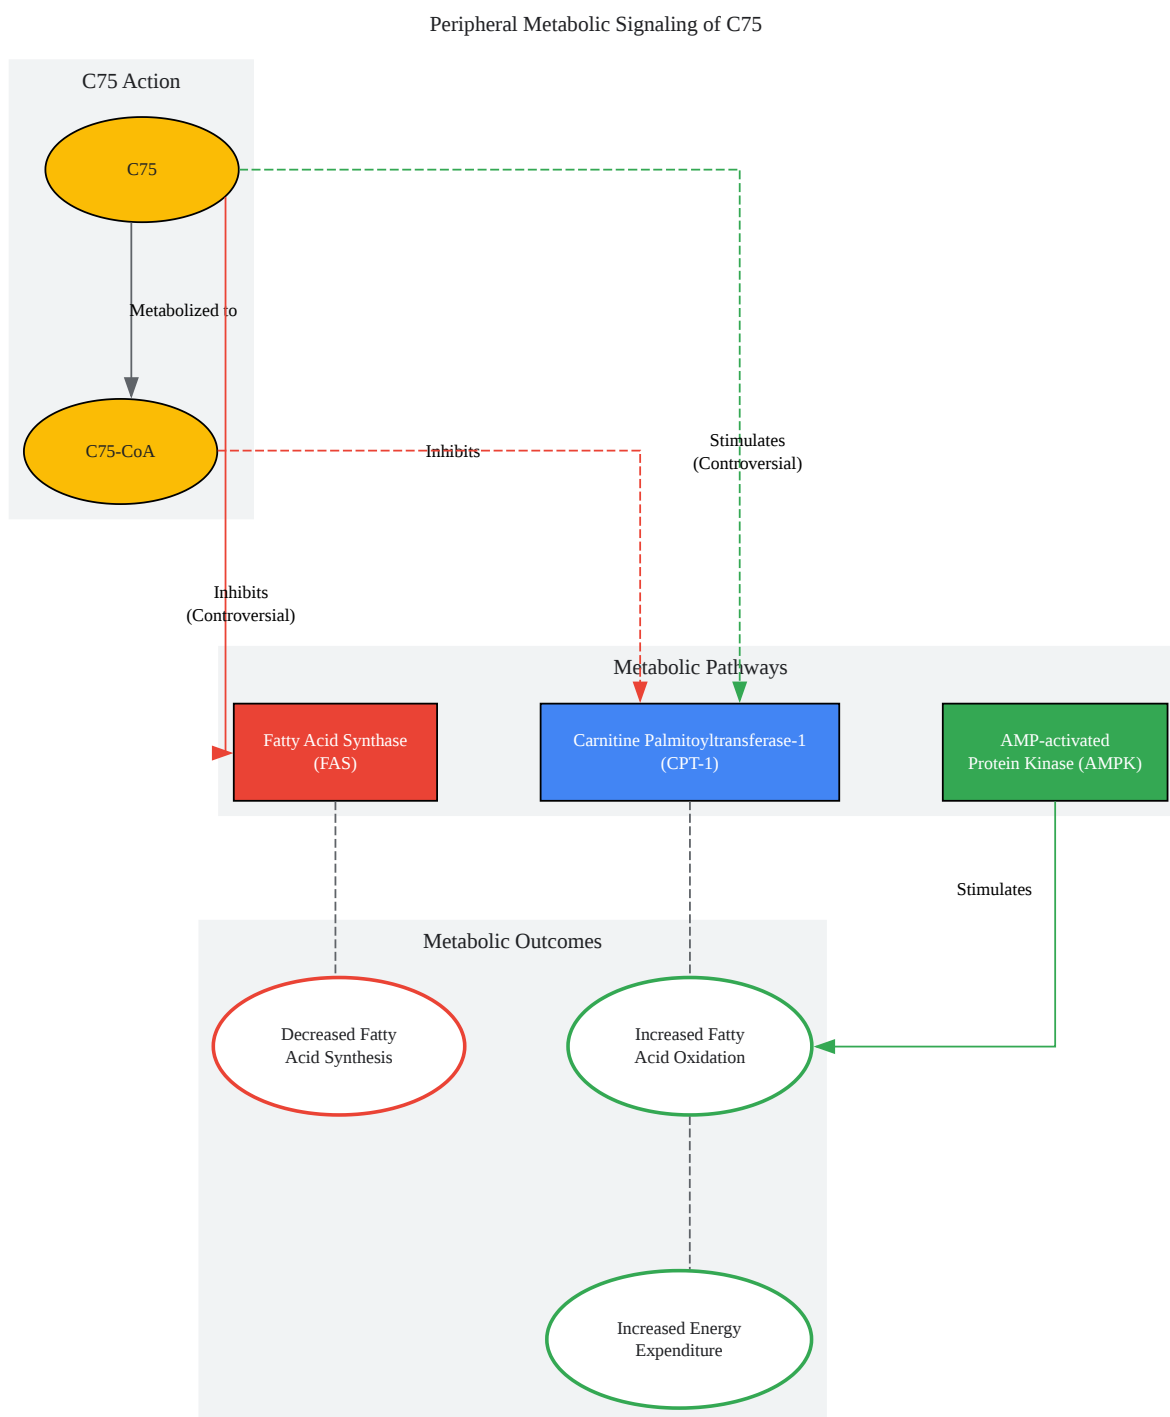 Peripheral Metabolic Signaling of C75
C75 Action
C75
Metabolized to
C75-CoA
Inhibits
Stimulates
(Controversial)
Inhibits
(Controversial)
Metabolic Pathways
Fatty Acid Synthase
(FAS)
Carnitine Palmitoyltransferase-1
(CPT-1)
AMP-activated
Protein Kinase (AMPK)
Stimulates
Metabolic Outcomes
Decreased Fatty
Acid Synthesis
Increased Fatty
Acid Oxidation
Increased Energy
Expenditure